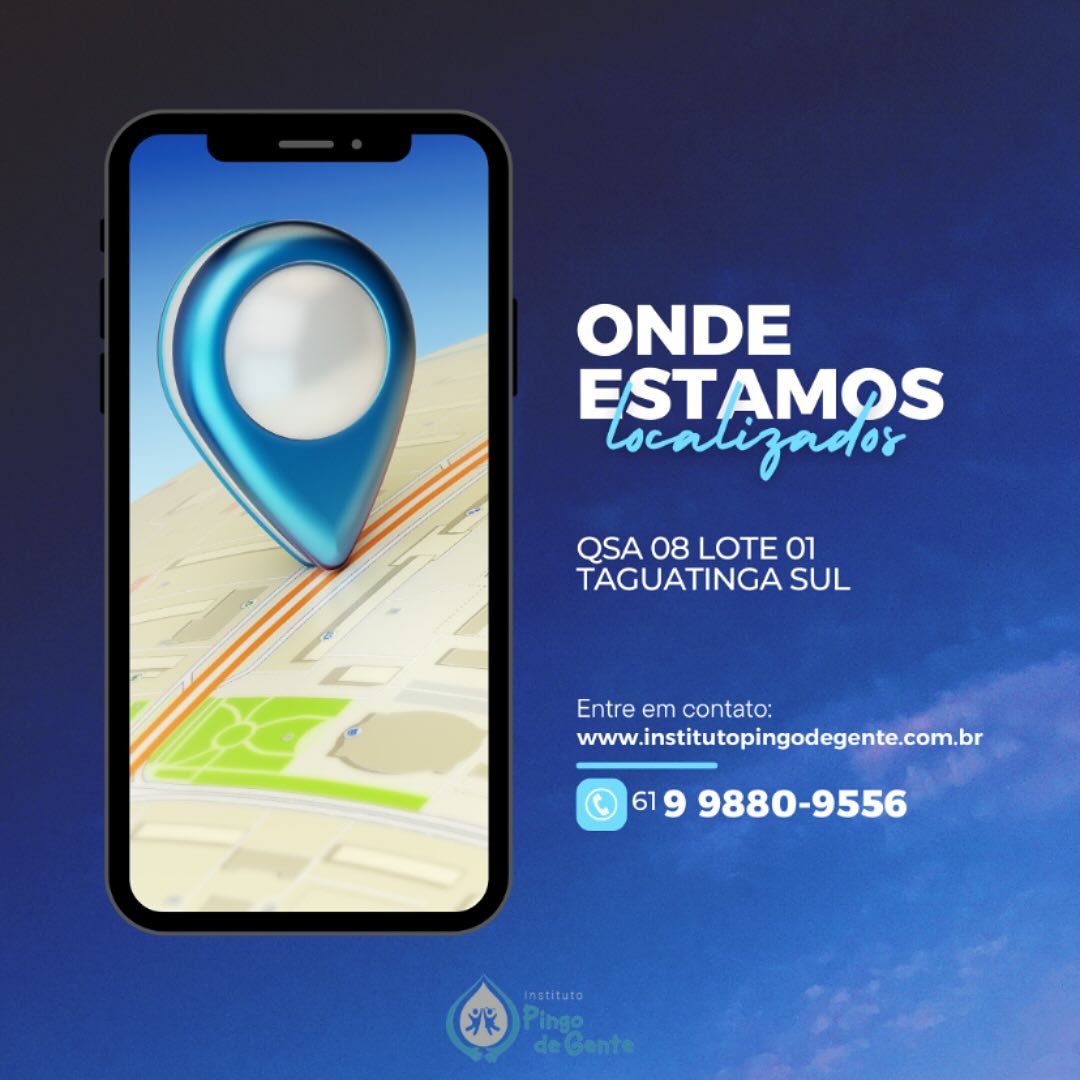 ONDE
ESTAMOS
localizados
QSA 08 LOTE 01
TAGUATINGA SUL
Entre em contato:
www.institutopingodegente.com.br
61 9 9880-9556
Instituto
Pingo
de Gente